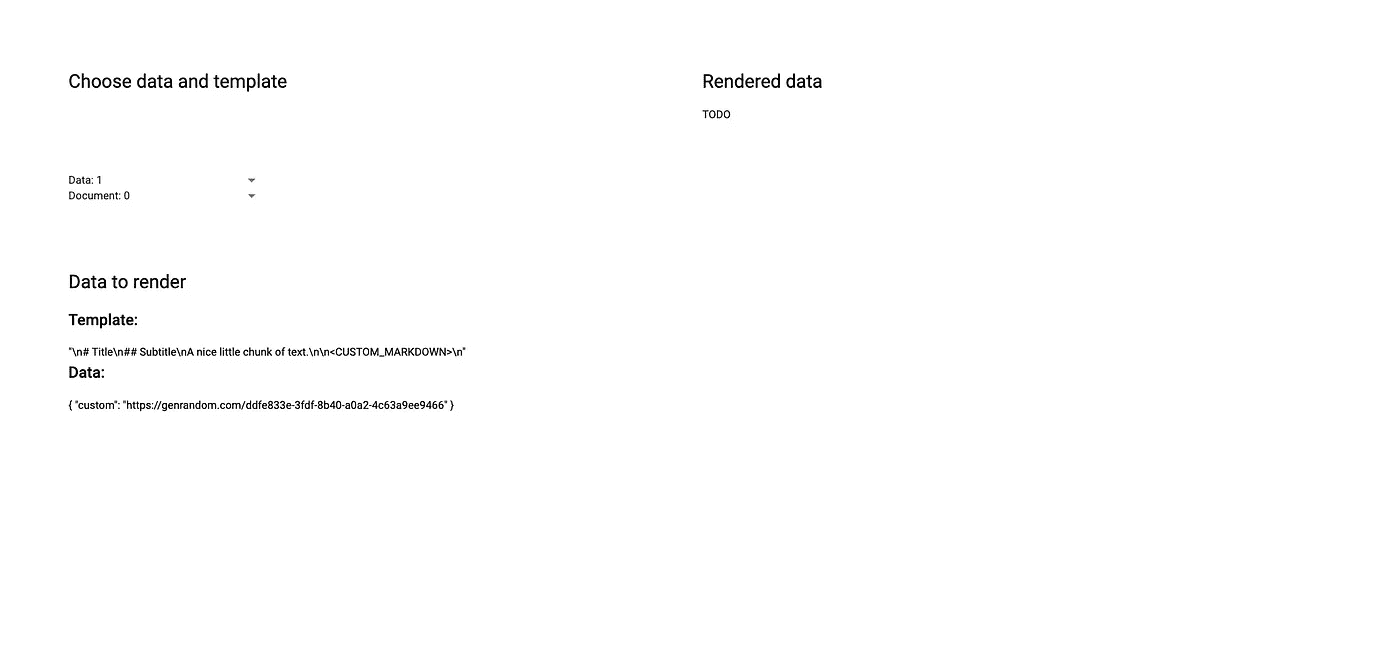 Choose data and template
Data: 1
Document: 0
Data to render
Template:
"\n# Title\n## Subtitle\nA nice little chunk of text.\n\n<CUSTOM_MARKDOWN>\n"
Data:
{ "custom": "https://genrandom.com/ddfe833e-3fdf-8b40-a0a2-4c63a9ee9466" }
Rendered data
TODO